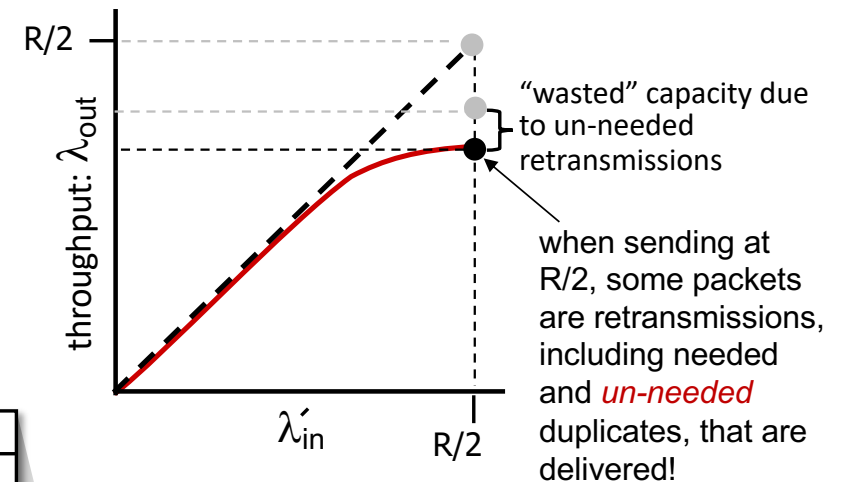 R/2
throughput: λout
“wasted” capacity due
to un-needed
retransmissions
when sending at
R/2, some packets
are retransmissions,
including needed
and un-needed
duplicates, that are
delivered!
λ′in
R/2